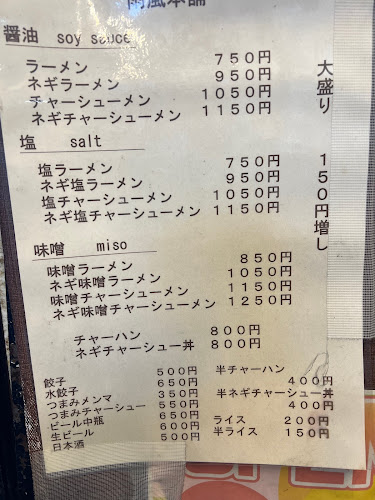 風本舗
醤油 soy sauce
ラーメン 750円
ネギラーメン 950円
チャーシューメン 1050円
ネギチャーシューメン 1150円
塩 salt
塩ラーメン 750円
ネギ塩ラーメン 950円
塩チャーシューメン 1050円
ネギ塩チャーシューメン 1150円
味噌 miso
味噌ラーメン 850円
ネギ味噌ラーメン 1050円
味噌チャーシューメン 1150円
ネギ味噌チャーシューメン 1250円
大盛り 150円増し
チャーハン 800円
ネギチャーシュー丼 800円
餃子 500円
水餃子 650円
つまみメンマ 350円
つまみチャーシュー 550円
ビール中瓶 650円
生ビール 600円
日本酒 500円
半チャーハン
400円
半ネギチャーシュー丼
400円
ライス 200円
半ライス 150円